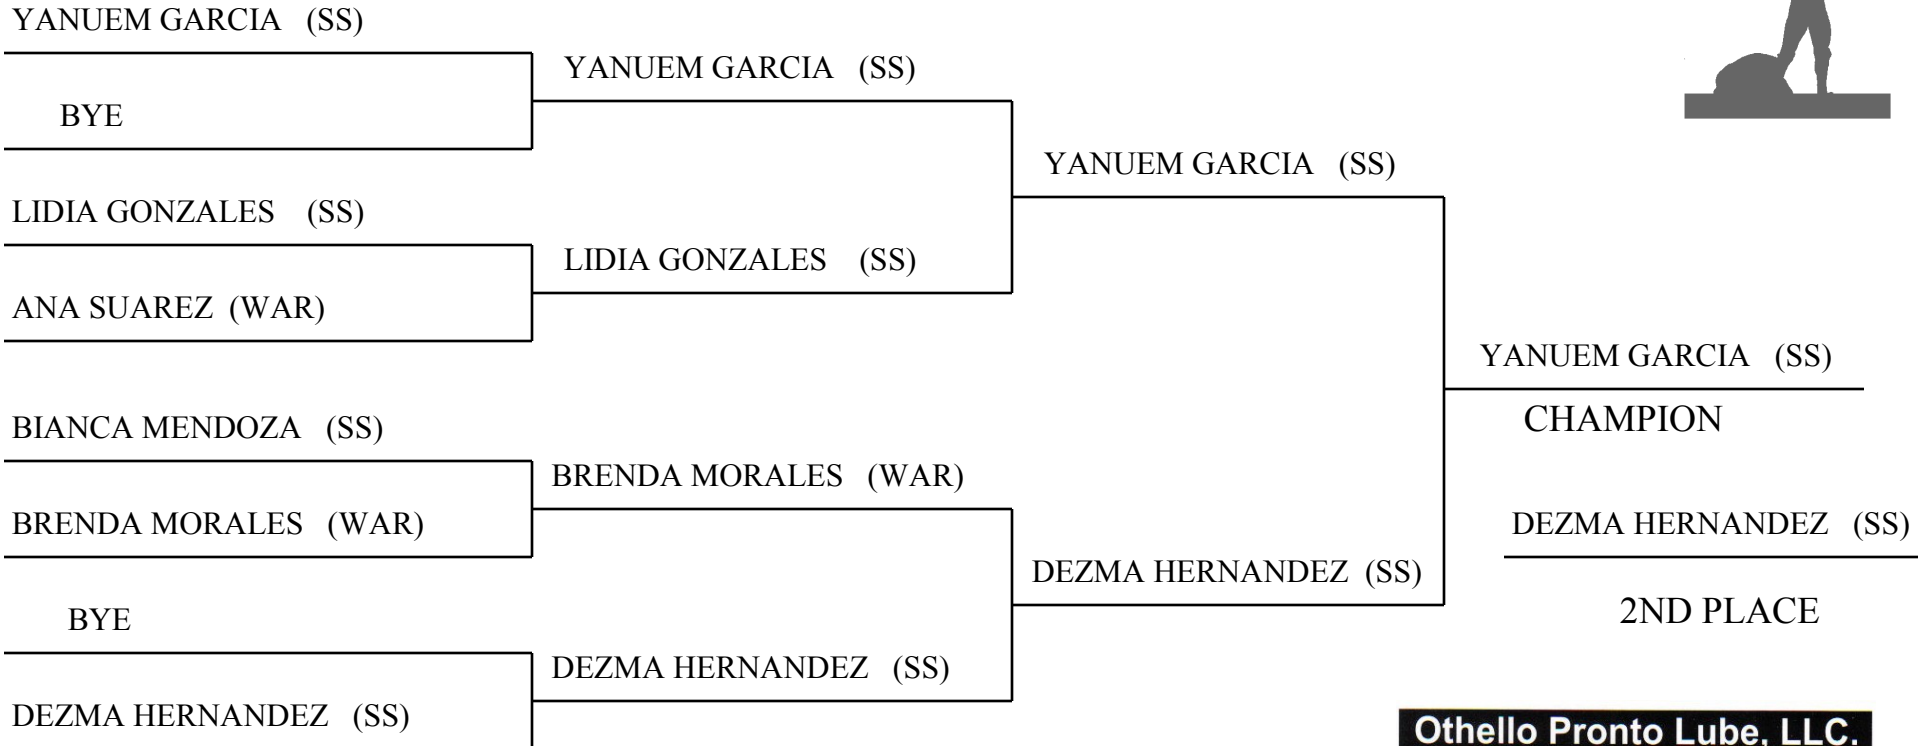 YANUEM GARCIA (SS)
BYE
LIDIA GONZALES (SS)
ANA SUAREZ (WAR)
BIANCA MENDOZA (SS)
BRENDA MORALES (WAR)
BYE
DEZMA HERNANDEZ (SS)
YANUEM GARCIA (SS)
LIDIA GONZALES (SS)
BRENDA MORALES (WAR)
DEZMA HERNANDEZ (SS)
YANUEM GARCIA (SS)
DEZMA HERNANDEZ (SS)
YANUEM GARCIA (SS)
CHAMPION
DEZMA HERNANDEZ (SS)
2ND PLACE
Othello Pronto Lube, LLC.